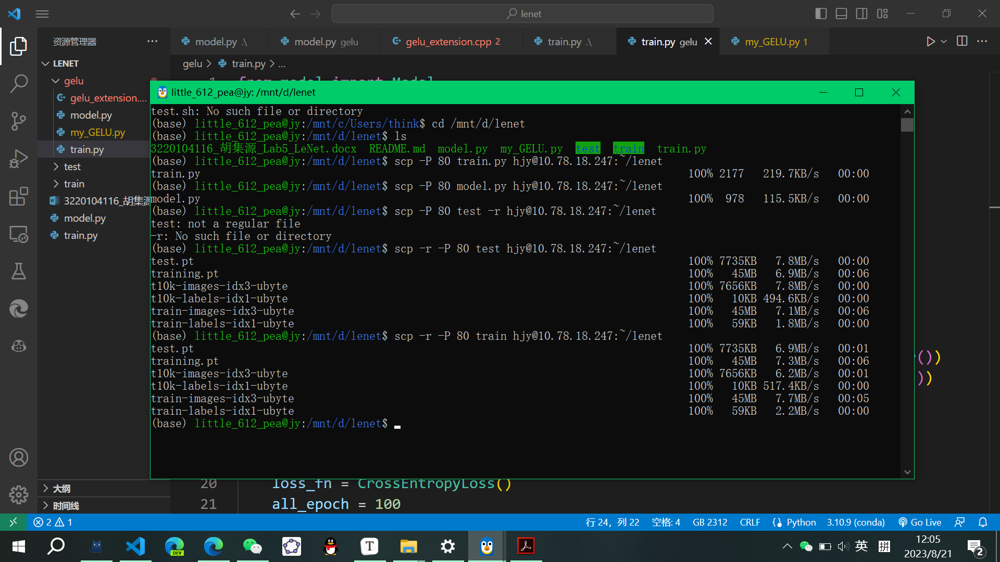 lenet
资源管理器
model.py .\
model.py gelu
gelu_extension.cpp 2
train.py .\
train.py gelu
my_GELU.py 1
gelu > train.py > ...
LENET
gelu
gelu_extension....
model.py
my_GELU.py
train.py
test
train
3220104116_胡集源
model.py
train.py
大纲
时间线
1 from model import Model
little_612_pea@jy: /mnt/d/lenet
test.sh: No such file or directory
(base) little_612_pea@jy:/mnt/c/Users/think$ cd /mnt/d/lenet
(base) little_612_pea@jy:/mnt/d/lenet$ ls
3220104116_胡集源_Lab5_LeNet.docx README.md model.py my_GELU.py test train train.py
(base) little_612_pea@jy:/mnt/d/lenet$ scp -P 80 train.py hjy@10.78.18.247:~/lenet
train.py 100% 2177 219.7KB/s 00:00
(base) little_612_pea@jy:/mnt/d/lenet$ scp -P 80 model.py hjy@10.78.18.247:~/lenet
model.py 100% 978 115.5KB/s 00:00
(base) little_612_pea@jy:/mnt/d/lenet$ scp -P 80 test -r hjy@10.78.18.247:~/lenet
test: not a regular file
-r: No such file or directory
(base) little_612_pea@jy:/mnt/d/lenet$ scp -r -P 80 test hjy@10.78.18.247:~/lenet
test.pt 100% 7735KB 7.8MB/s 00:00
training.pt 100% 45MB 6.9MB/s 00:06
t10k-images-idx3-ubyte 100% 7656KB 7.8MB/s 00:00
t10k-labels-idx1-ubyte 100% 10KB 494.6KB/s 00:00
train-images-idx3-ubyte 100% 45MB 7.1MB/s 00:06
train-labels-idx1-ubyte 100% 59KB 1.8MB/s 00:00
(base) little_612_pea@jy:/mnt/d/lenet$ scp -r -P 80 train hjy@10.78.18.247:~/lenet
test.pt 100% 7735KB 6.9MB/s 00:01
training.pt 100% 45MB 7.3MB/s 00:06
t10k-images-idx3-ubyte 100% 7656KB 6.2MB/s 00:01
t10k-labels-idx1-ubyte 100% 10KB 517.4KB/s 00:00
train-images-idx3-ubyte 100% 45MB 7.7MB/s 00:05
train-labels-idx1-ubyte 100% 59KB 2.2MB/s 00:00
(base) little_612_pea@jy:/mnt/d/lenet$
())
))
20 loss_fn = CrossEntropyLoss()
21 all_epoch = 100
2 1
行 24，列 22 空格: 4 GB 2312 CRLF Python 3.10.9 (conda) Go Live
DEV
T
英 拼
12:05
2023/8/21
2